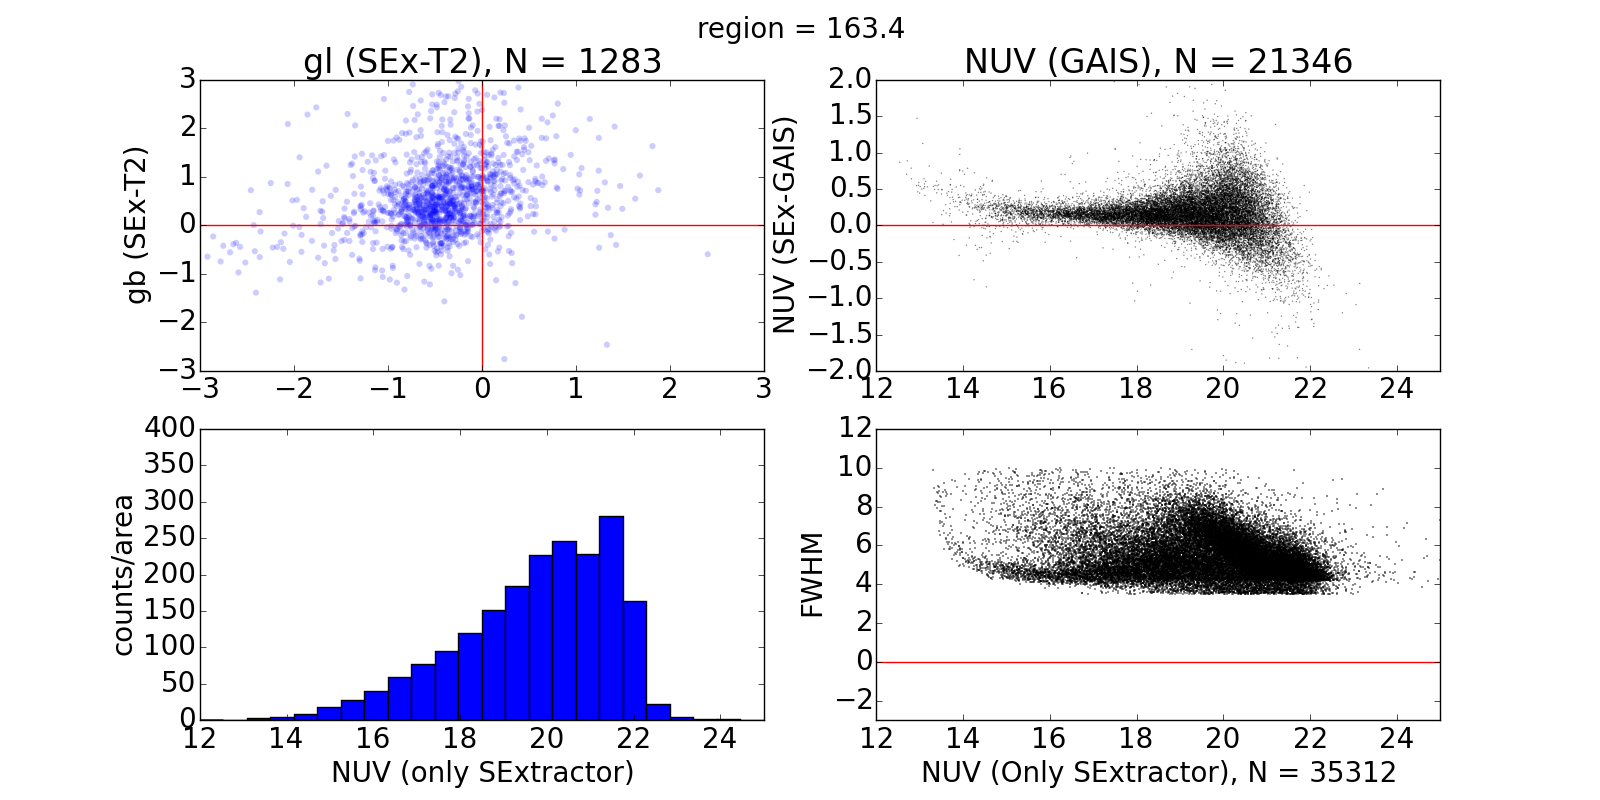 region = 163.4
gl (SEx-T2), N = 1283
NUV (GAIS), N = 21346
3
2
1
0
−1
−2
−3
gb (SEx-T2)
−3 −2 −1 0 1 2 3
2.0
1.5
1.0
0.5
0.0
−0.5
−1.0
−1.5
−2.0
NUV (SEx-GAIS)
12 14 16 18 20 22 24
400
350
300
250
200
150
100
50
0
counts/area
12 14 16 18 20 22 24
NUV (only SExtractor)
12
10
8
6
4
2
0
−2
FWHM
12 14 16 18 20 22 24
NUV (Only SExtractor), N = 35312